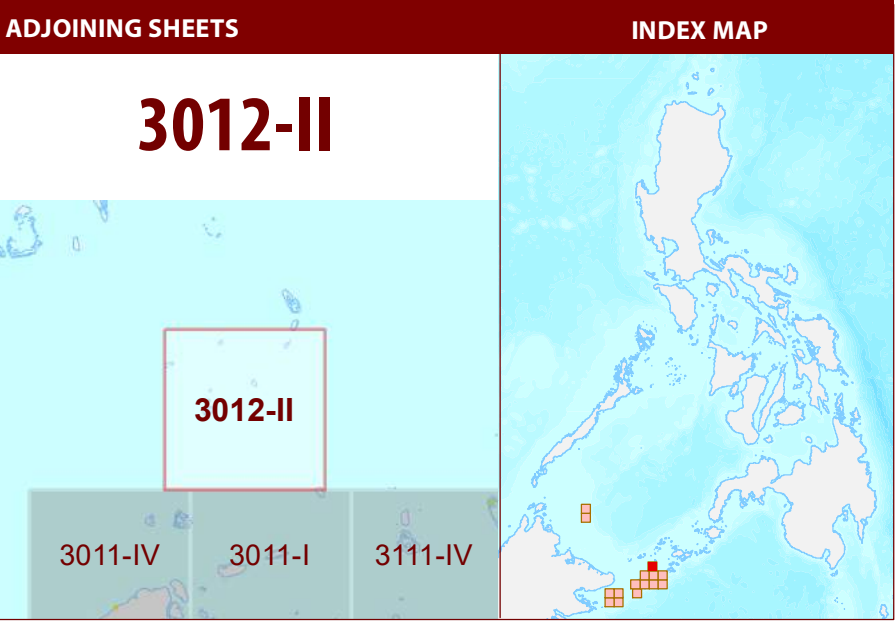 ADJOINING SHEETS
INDEX MAP
3012-II
3012-II
3011-IV
3011-I
3111-IV